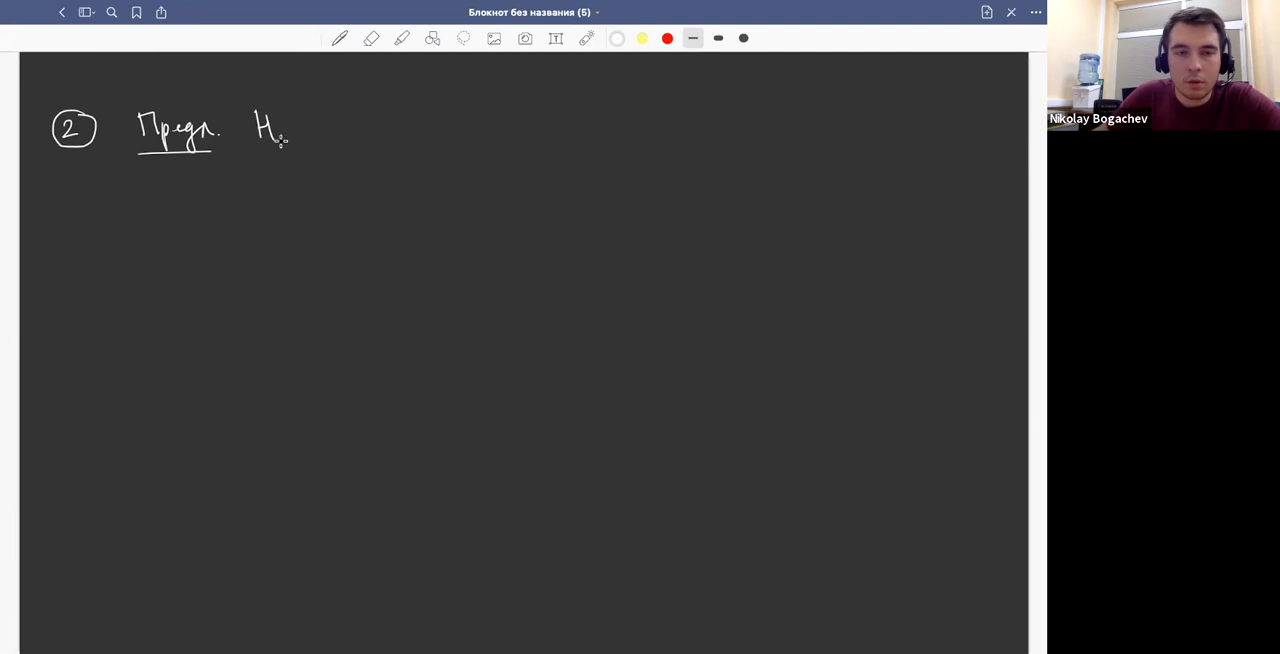 Блокнот без названия (5)
Nikolay Bogachev
② Предл. Н